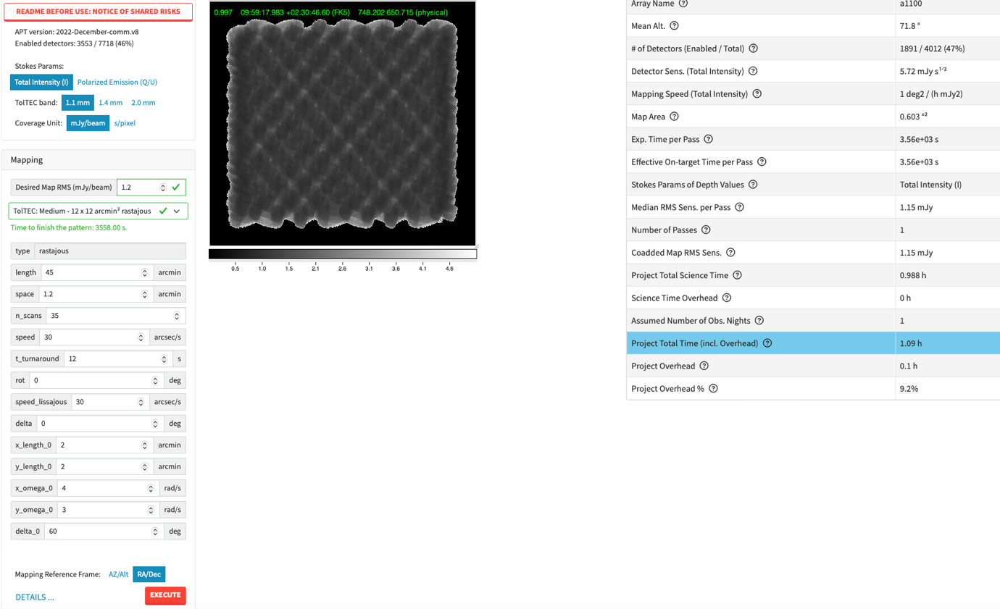 README BEFORE USE: NOTICE OF SHARED RISKS
APT version: 2022-December-comm.v8
Enabled detectors: 3553 / 7718 (46%)
Stokes Params:
Total Intensity (I) Polarized Emission (Q/U)
TolTEC band: 1.1 mm 1.4 mm 2.0 mm
Coverage Unit: mJy/beam s/pixel
Mapping
Desired Map RMS (mJy/beam) 1.2
TolTEC: Medium - 12 x 12 arcmin² rastajous
Time to finish the pattern: 3558.00 s.
type rastajous
length 45 arcmin
space 1.2 arcmin
n_scans 35
speed 30 arcsec/s
t_turnaround 12 s
rot 0 deg
speed_lissajous 30 arcsec/s
delta 0 deg
x_length_0 2 arcmin
y_length_0 2 arcmin
x_omega_0 4 rad/s
y_omega_0 3 rad/s
delta_0 60 deg
Mapping Reference Frame: AZ/Alt RA/Dec
DETAILS ... EXECUTE
0.997 09:59:17.983 +02:30:46.60 (FK5) 748.202 650.715 (physical)
0.5 1.0 1.5 2.1 2.6 3.1 3.6 4.1 4.6
Array Name ? a1100
Mean Alt. ? 71.8 °
# of Detectors (Enabled / Total) ? 1891 / 4012 (47%)
Detector Sens. (Total Intensity) ? 5.72 mJy s¹ᐟ²
Mapping Speed (Total Intensity) ? 1 deg2 / (h mJy2)
Map Area ? 0.603 °²
Exp. Time per Pass ? 3.56e+03 s
Effective On-target Time per Pass ? 3.56e+03 s
Stokes Params of Depth Values ? Total Intensity (I)
Median RMS Sens. per Pass ? 1.15 mJy
Number of Passes ? 1
Coadded Map RMS Sens. ? 1.15 mJy
Project Total Science Time ? 0.988 h
Science Time Overhead ? 0 h
Assumed Number of Obs. Nights ? 1
Project Total Time (incl. Overhead) ? 1.09 h
Project Overhead ? 0.1 h
Project Overhead % ? 9.2%